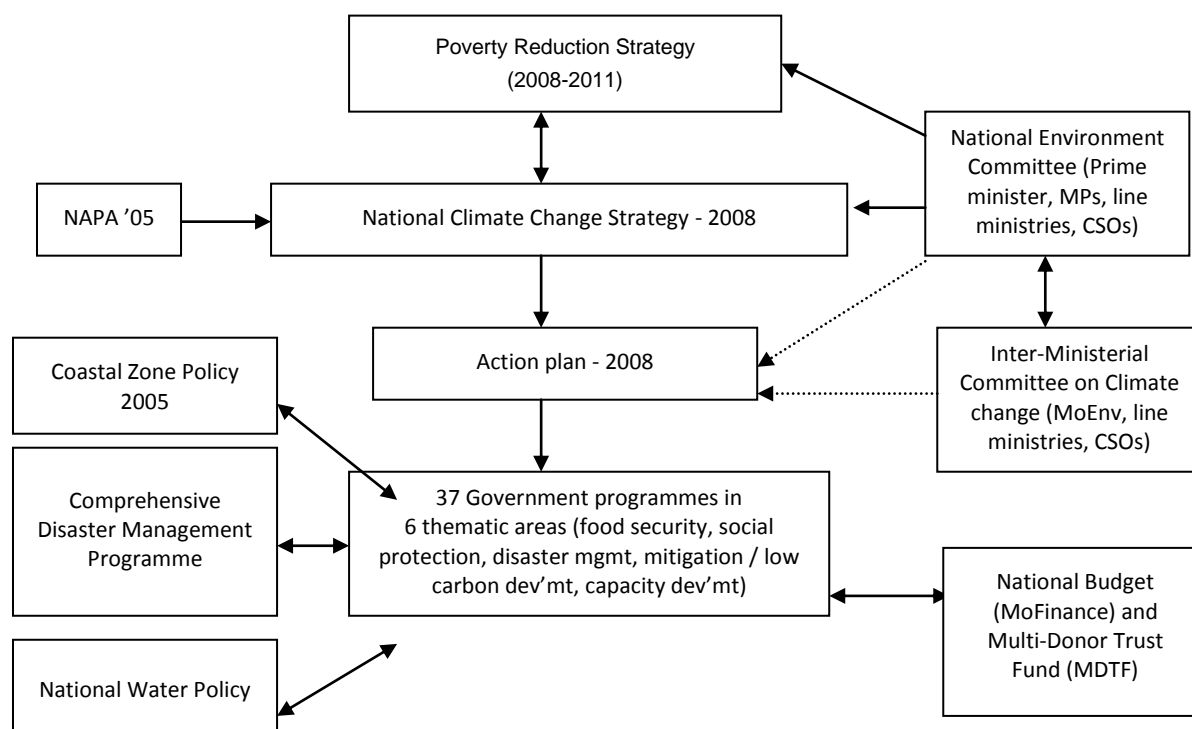 Poverty Reduction Strategy
(2008-2011)
National Environment
Committee (Prime
minister, MPs, line
ministries, CSOs)
NAPA ’05
National Climate Change Strategy - 2008
Coastal Zone Policy
2005
Action plan - 2008
Inter-Ministerial
Committee on Climate
change (MoEnv, line
ministries, CSOs)
Comprehensive
Disaster Management
Programme
37 Government programmes in
6 thematic areas (food security, social
protection, disaster mgmt, mitigation / low
carbon dev’mt, capacity dev’mt)
National Budget
(MoFinance) and
Multi-Donor Trust
Fund (MDTF)
National Water Policy